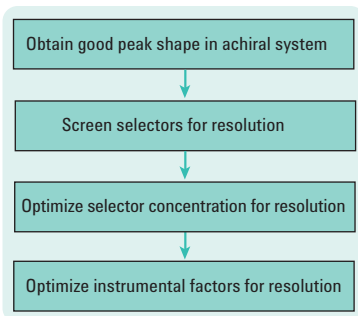 Obtain good peak shape in achiral system
Screen selectors for resolution
Optimize selector concentration for resolution
Optimize instrumental factors for resolution